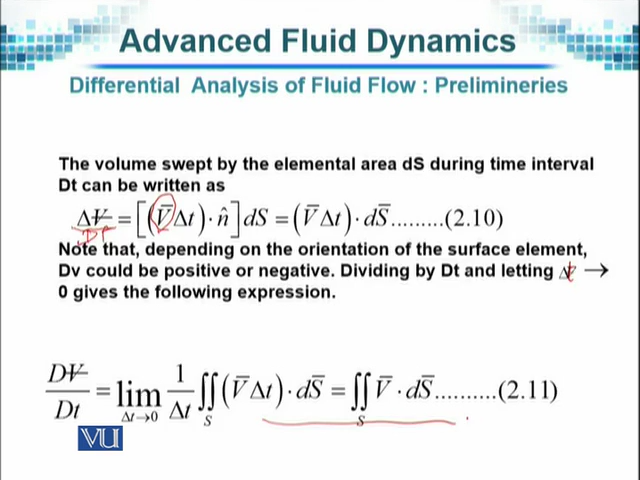 Advanced Fluid Dynamics
Differential Analysis of Fluid Flow : Prelimineries
The volume swept by the elemental area dS during time interval
Dt can be written as
ΔV̶ = [(V̄Δt) · n̂] dS = (V̄Δt) · dS̄.........(2.10)
DT
Note that, depending on the orientation of the surface element,
Dv could be positive or negative. Dividing by Dt and letting Δt →
0 gives the following expression.
DV̶/Dt = lim Δt→0 1/Δt ∬S (V̄Δt) · dS̄ = ∬S V̄ · dS̄..........(2.11)
VU